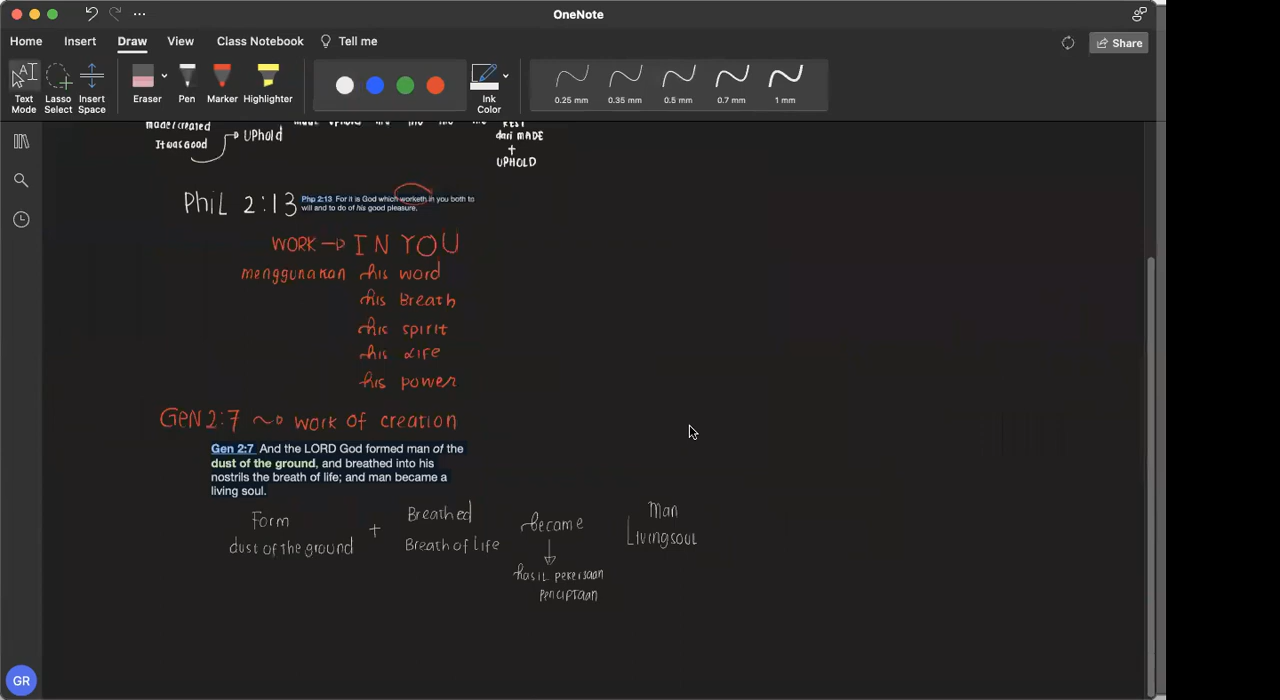 OneNote
Home Insert Draw View Class Notebook Tell me
Share
Text Mode
Lasso Select
Insert Space
Eraser
Pen
Marker
Highlighter
Ink Color
0.25 mm
0.35 mm
0.5 mm
0.7 mm
1 mm
made/created
It was Good
UPhold
REST
dari MADE
+
UPHOLD
PhiL 2:13
Php 2:13 For it is God which worketh in you both to
will and to do of his good pleasure.
WORK → IN YOU
menggunakan his word
his Breath
his spirit
his Life
his power
GEN 2:7 ~> work of creation
Gen 2:7 And the LORD God formed man of the
dust of the ground, and breathed into his
nostrils the breath of life; and man became a
living soul.
Form
dust of the ground
+
Breathed
Breath of Life
became
↓
hasil pekerjaan
penciptaan
Man
Living soul
GR